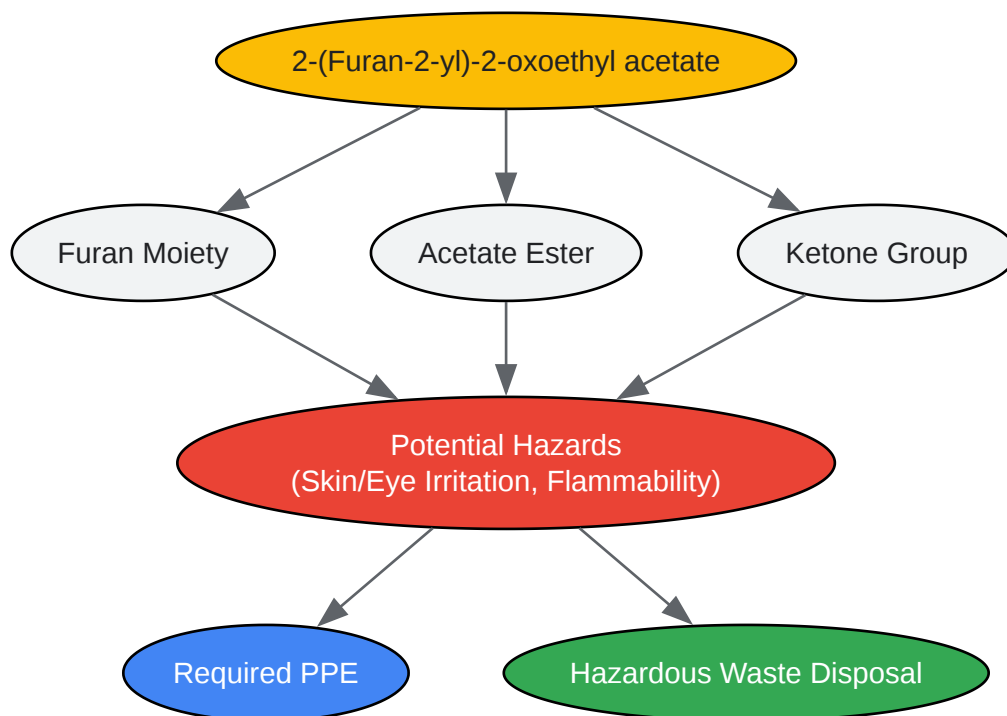 2-(Furan-2-yl)-2-oxoethyl acetate
Furan Moiety
Acetate Ester
Ketone Group
Potential Hazards
(Skin/Eye Irritation, Flammability)
Required PPE
Hazardous Waste Disposal